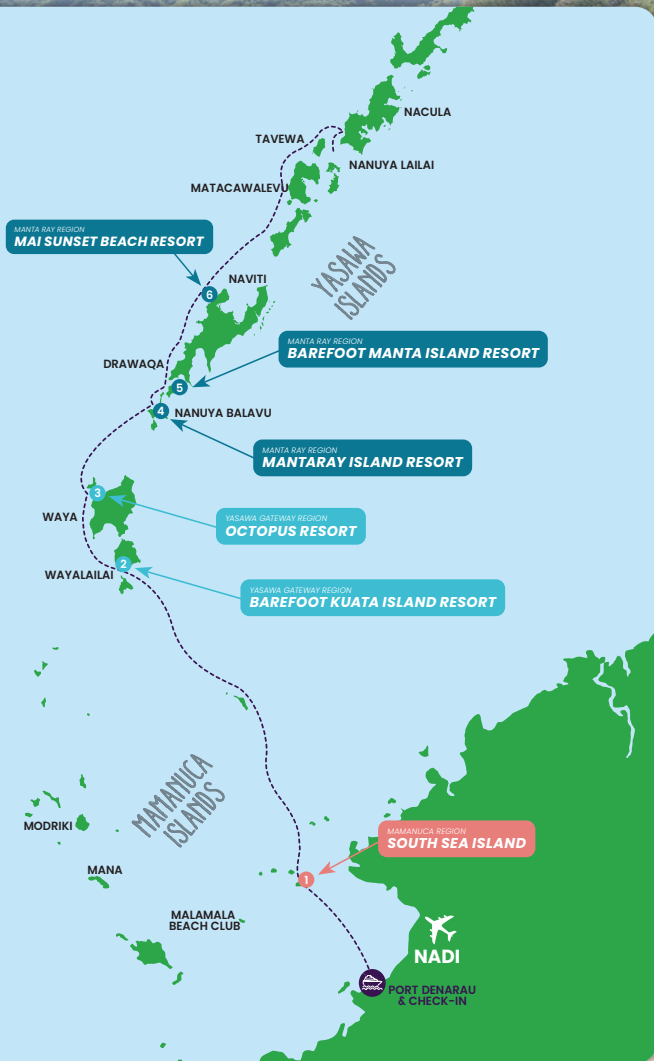 NACULA
TAVEWA
NANUYA LAILAI
MATACAWALEVU
MANTA RAY REGION
MAI SUNSET BEACH RESORT
YASAWA
ISLANDS
NAVITI
6
MANTA RAY REGION
BAREFOOT MANTA ISLAND RESORT
DRAWAQA
5
4
NANUYA BALAVU
MANTA RAY REGION
MANTARAY ISLAND RESORT
3
WAYA
YASAWA GATEWAY REGION
OCTOPUS RESORT
2
WAYALAILAI
YASAWA GATEWAY REGION
BAREFOOT KUATA ISLAND RESORT
MAMANUCA
ISLANDS
MODRIKI
MAMANUCA REGION
SOUTH SEA ISLAND
MANA
1
MALAMALA
BEACH CLUB
NADI
PORT DENARAU
& CHECK-IN